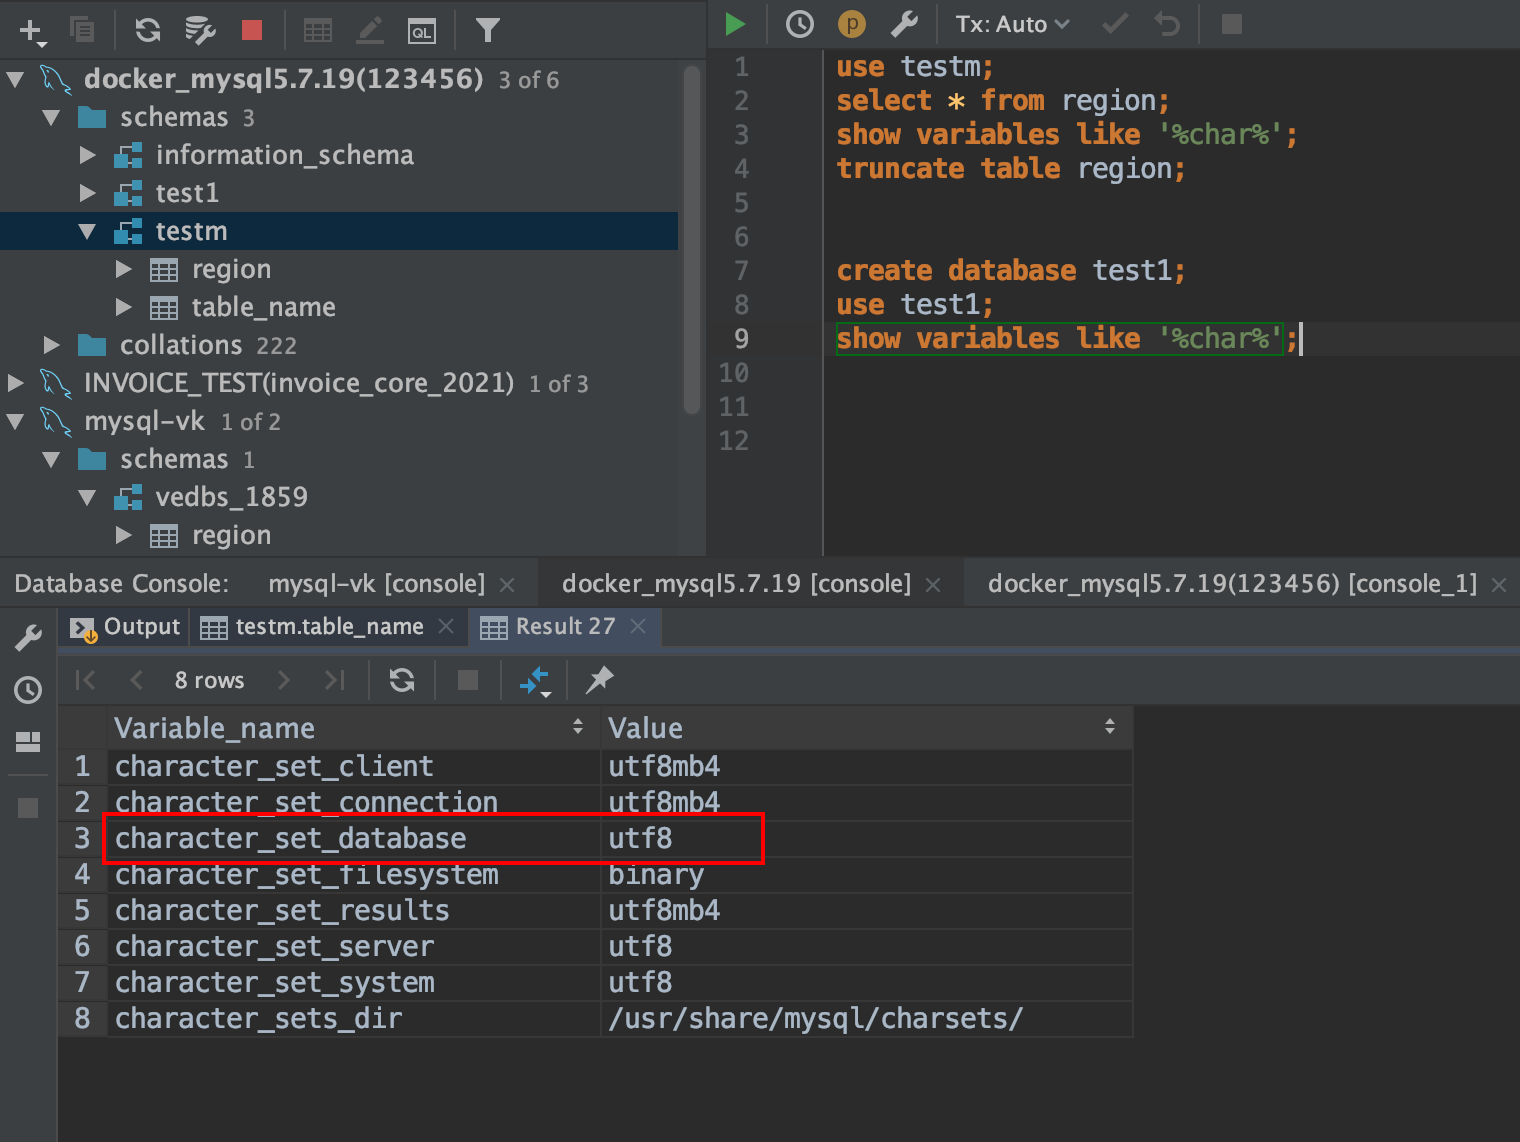 QL
docker_mysql5.7.19(123456) 3 of 6
schemas 3
information_schema
test1
testm
region
table_name
collations 222
INVOICE_TEST(invoice_core_2021) 1 of 3
mysql-vk 1 of 2
schemas 1
vedbs_1859
region
p Tx: Auto
1 use testm;
2 select * from region;
3 show variables like '%char%';
4 truncate table region;
5
6
7 create database test1;
8 use test1;
9 show variables like '%char%';
10
11
12
Database Console: mysql-vk [console] docker_mysql5.7.19 [console] docker_mysql5.7.19(123456) [console_1]
Output testm.table_name Result 27
8 rows
Variable_name Value
1 character_set_client utf8mb4
2 character_set_connection utf8mb4
3 character_set_database utf8
4 character_set_filesystem binary
5 character_set_results utf8mb4
6 character_set_server utf8
7 character_set_system utf8
8 character_sets_dir /usr/share/mysql/charsets/